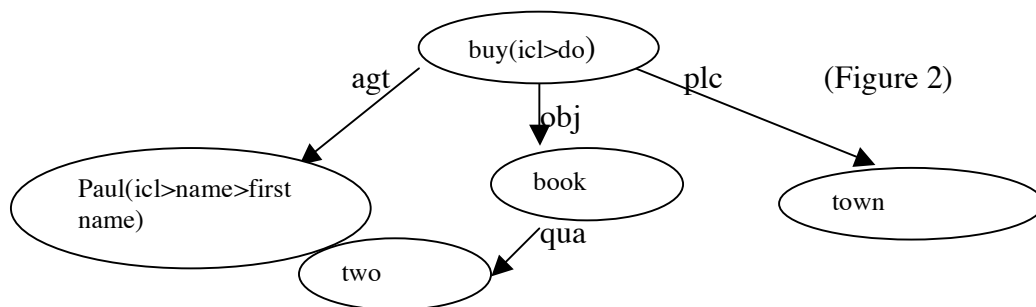 buy(icl>do)
agt
plc
(Figure 2)
obj
Paul(icl>name>first
name)
book
town
qua
two